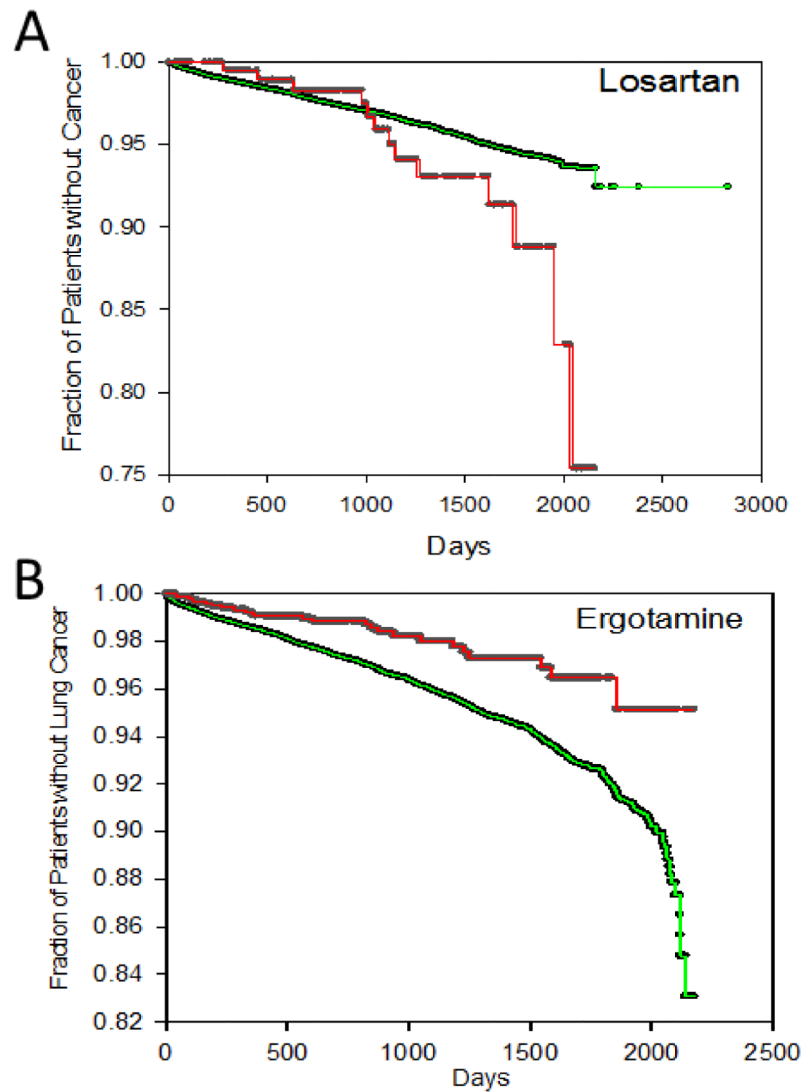 A
Losartan
Fraction of Patients without Cancer
1.00
0.95
0.90
0.85
0.80
0.75
0 500 1000 1500 2000 2500 3000
Days
B
Ergotamine
Fraction of Patients without Lung Cancer
1.00
0.98
0.96
0.94
0.92
0.90
0.88
0.86
0.84
0.82
0 500 1000 1500 2000 2500
Days